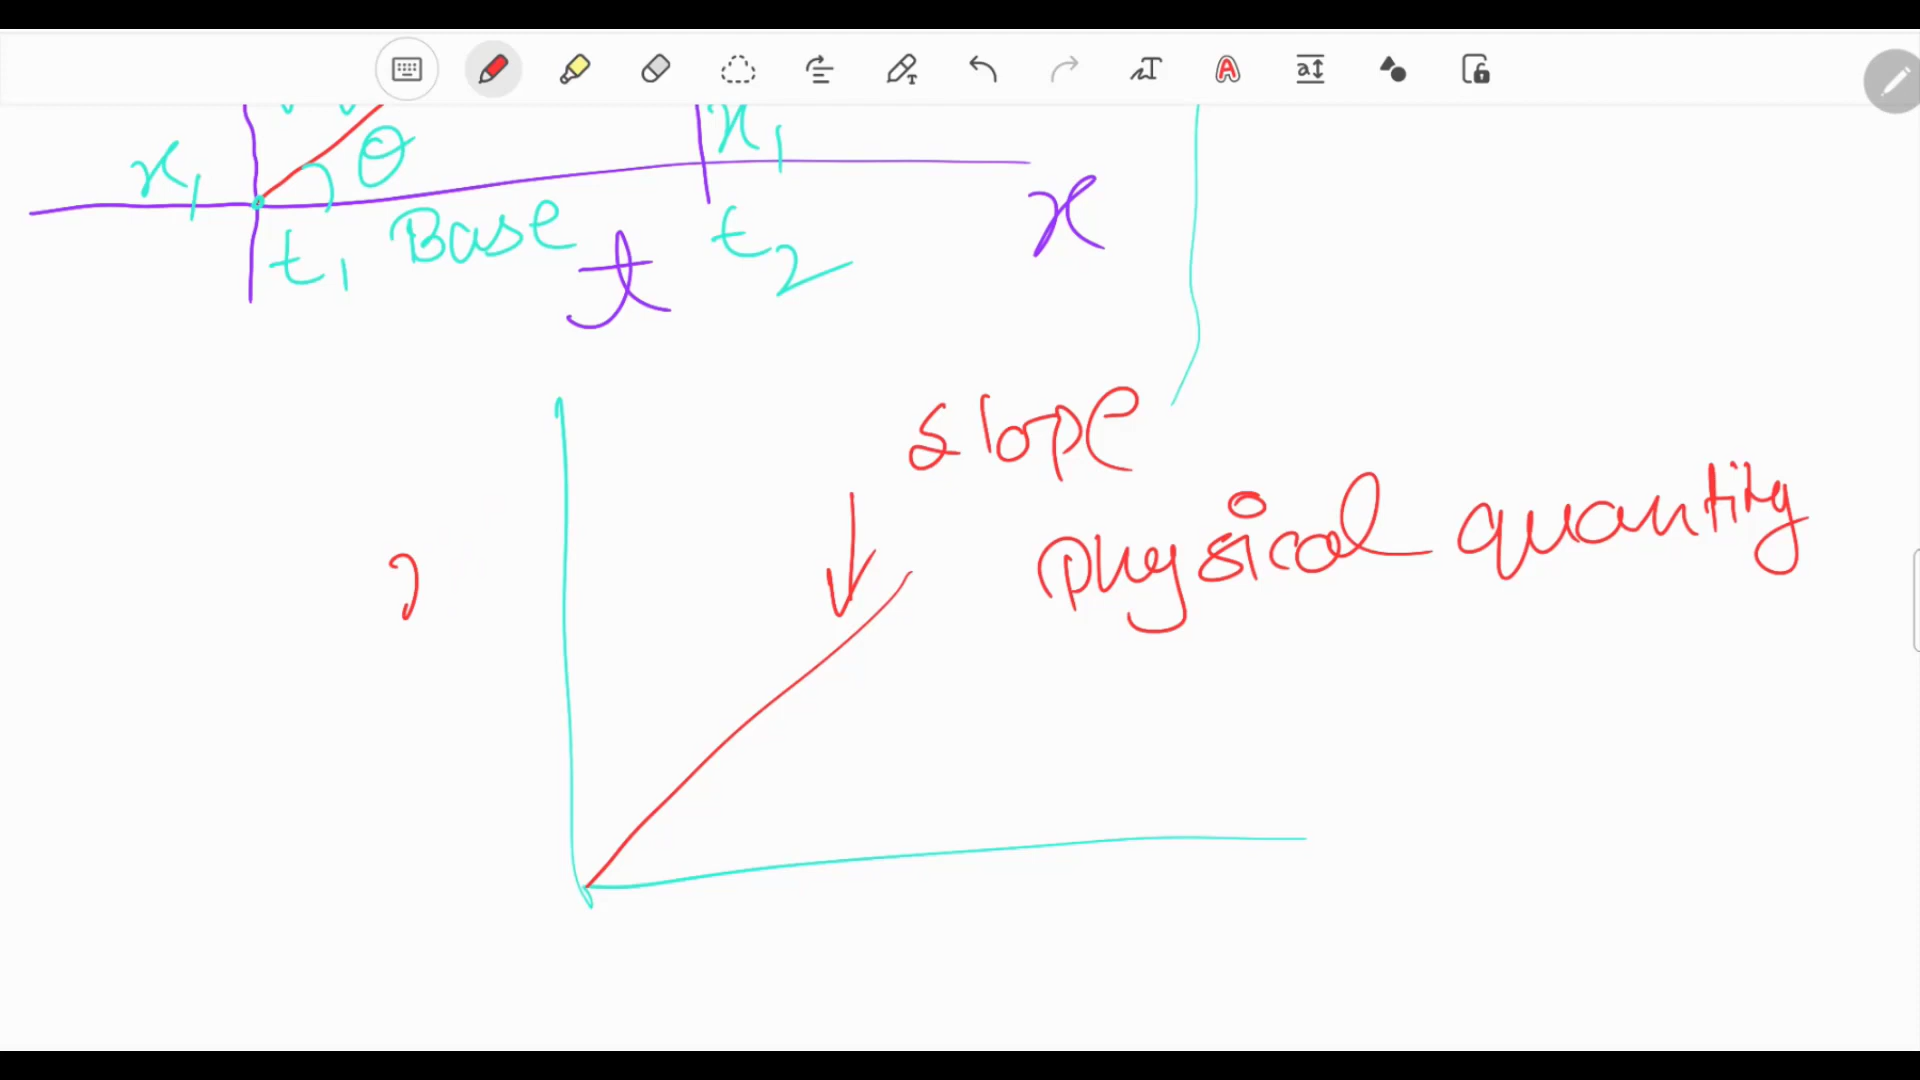 x1 θ x1
t1 Base t2 x
t
slope
physical quantity